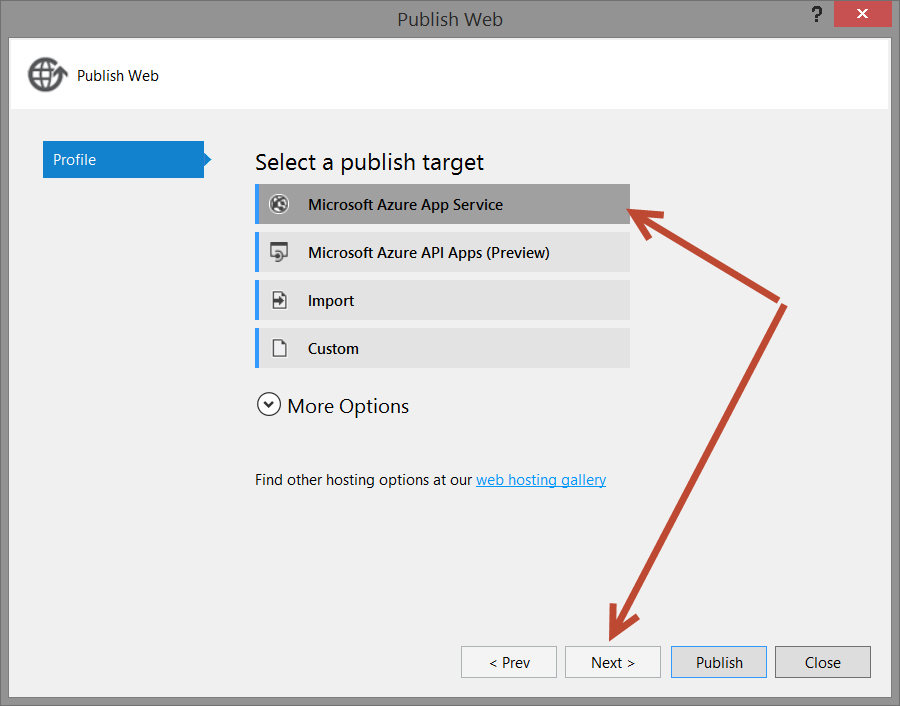 Publish Web
?
Publish Web
Profile
Select a publish target
Microsoft Azure App Service
Microsoft Azure API Apps (Preview)
Import
Custom
More Options
Find other hosting options at our web hosting gallery
< Prev
Next >
Publish
Close